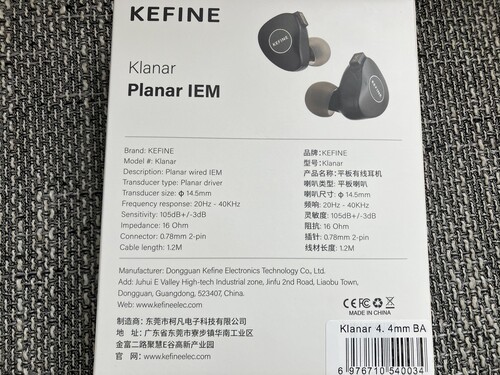 KEFINE
KEFINE
Klanar
Planar IEM
Brand: KEFINE
Model #: Klanar
Description: Planar wired IEM
Transducer type: Planar driver
Transducer size: φ 14.5mm
Frequency response: 20Hz - 40KHz
Sensitivity: 105dB+/-3dB
Impedance: 16 Ohm
Connector: 0.78mm 2-pin
Cable length: 1.2M
品牌:KEFINE
型号:Klanar
产品名称: 平板有线耳机
喇叭类型: 平板喇叭
喇叭尺寸: φ 14.5mm
频响: 20Hz - 40KHz
灵敏度: 105dB+/-3dB
阻抗: 16 Ohm
插针: 0.78mm 2-pin
线材长度: 1.2M
Manufacturer: Dongguan Kefine Electronics Technology Co., Ltd.
Add: Juhui E Valley High-tech Industrial zone, Jinfu 2nd Road, Liaobu Town,
Dongguan, Guangdong, 523407, China.
Web: www.kefineelec.com
制造商: 东莞市柯凡电子科技有限公司
地 址: 广东省东莞市寮步镇华南工业区
金富二路聚慧E谷高新产业园
官 网: www.kefineelec.com
CE FC
MADE IN CHINA
Klanar 4. 4mm BA
6 976710 540034